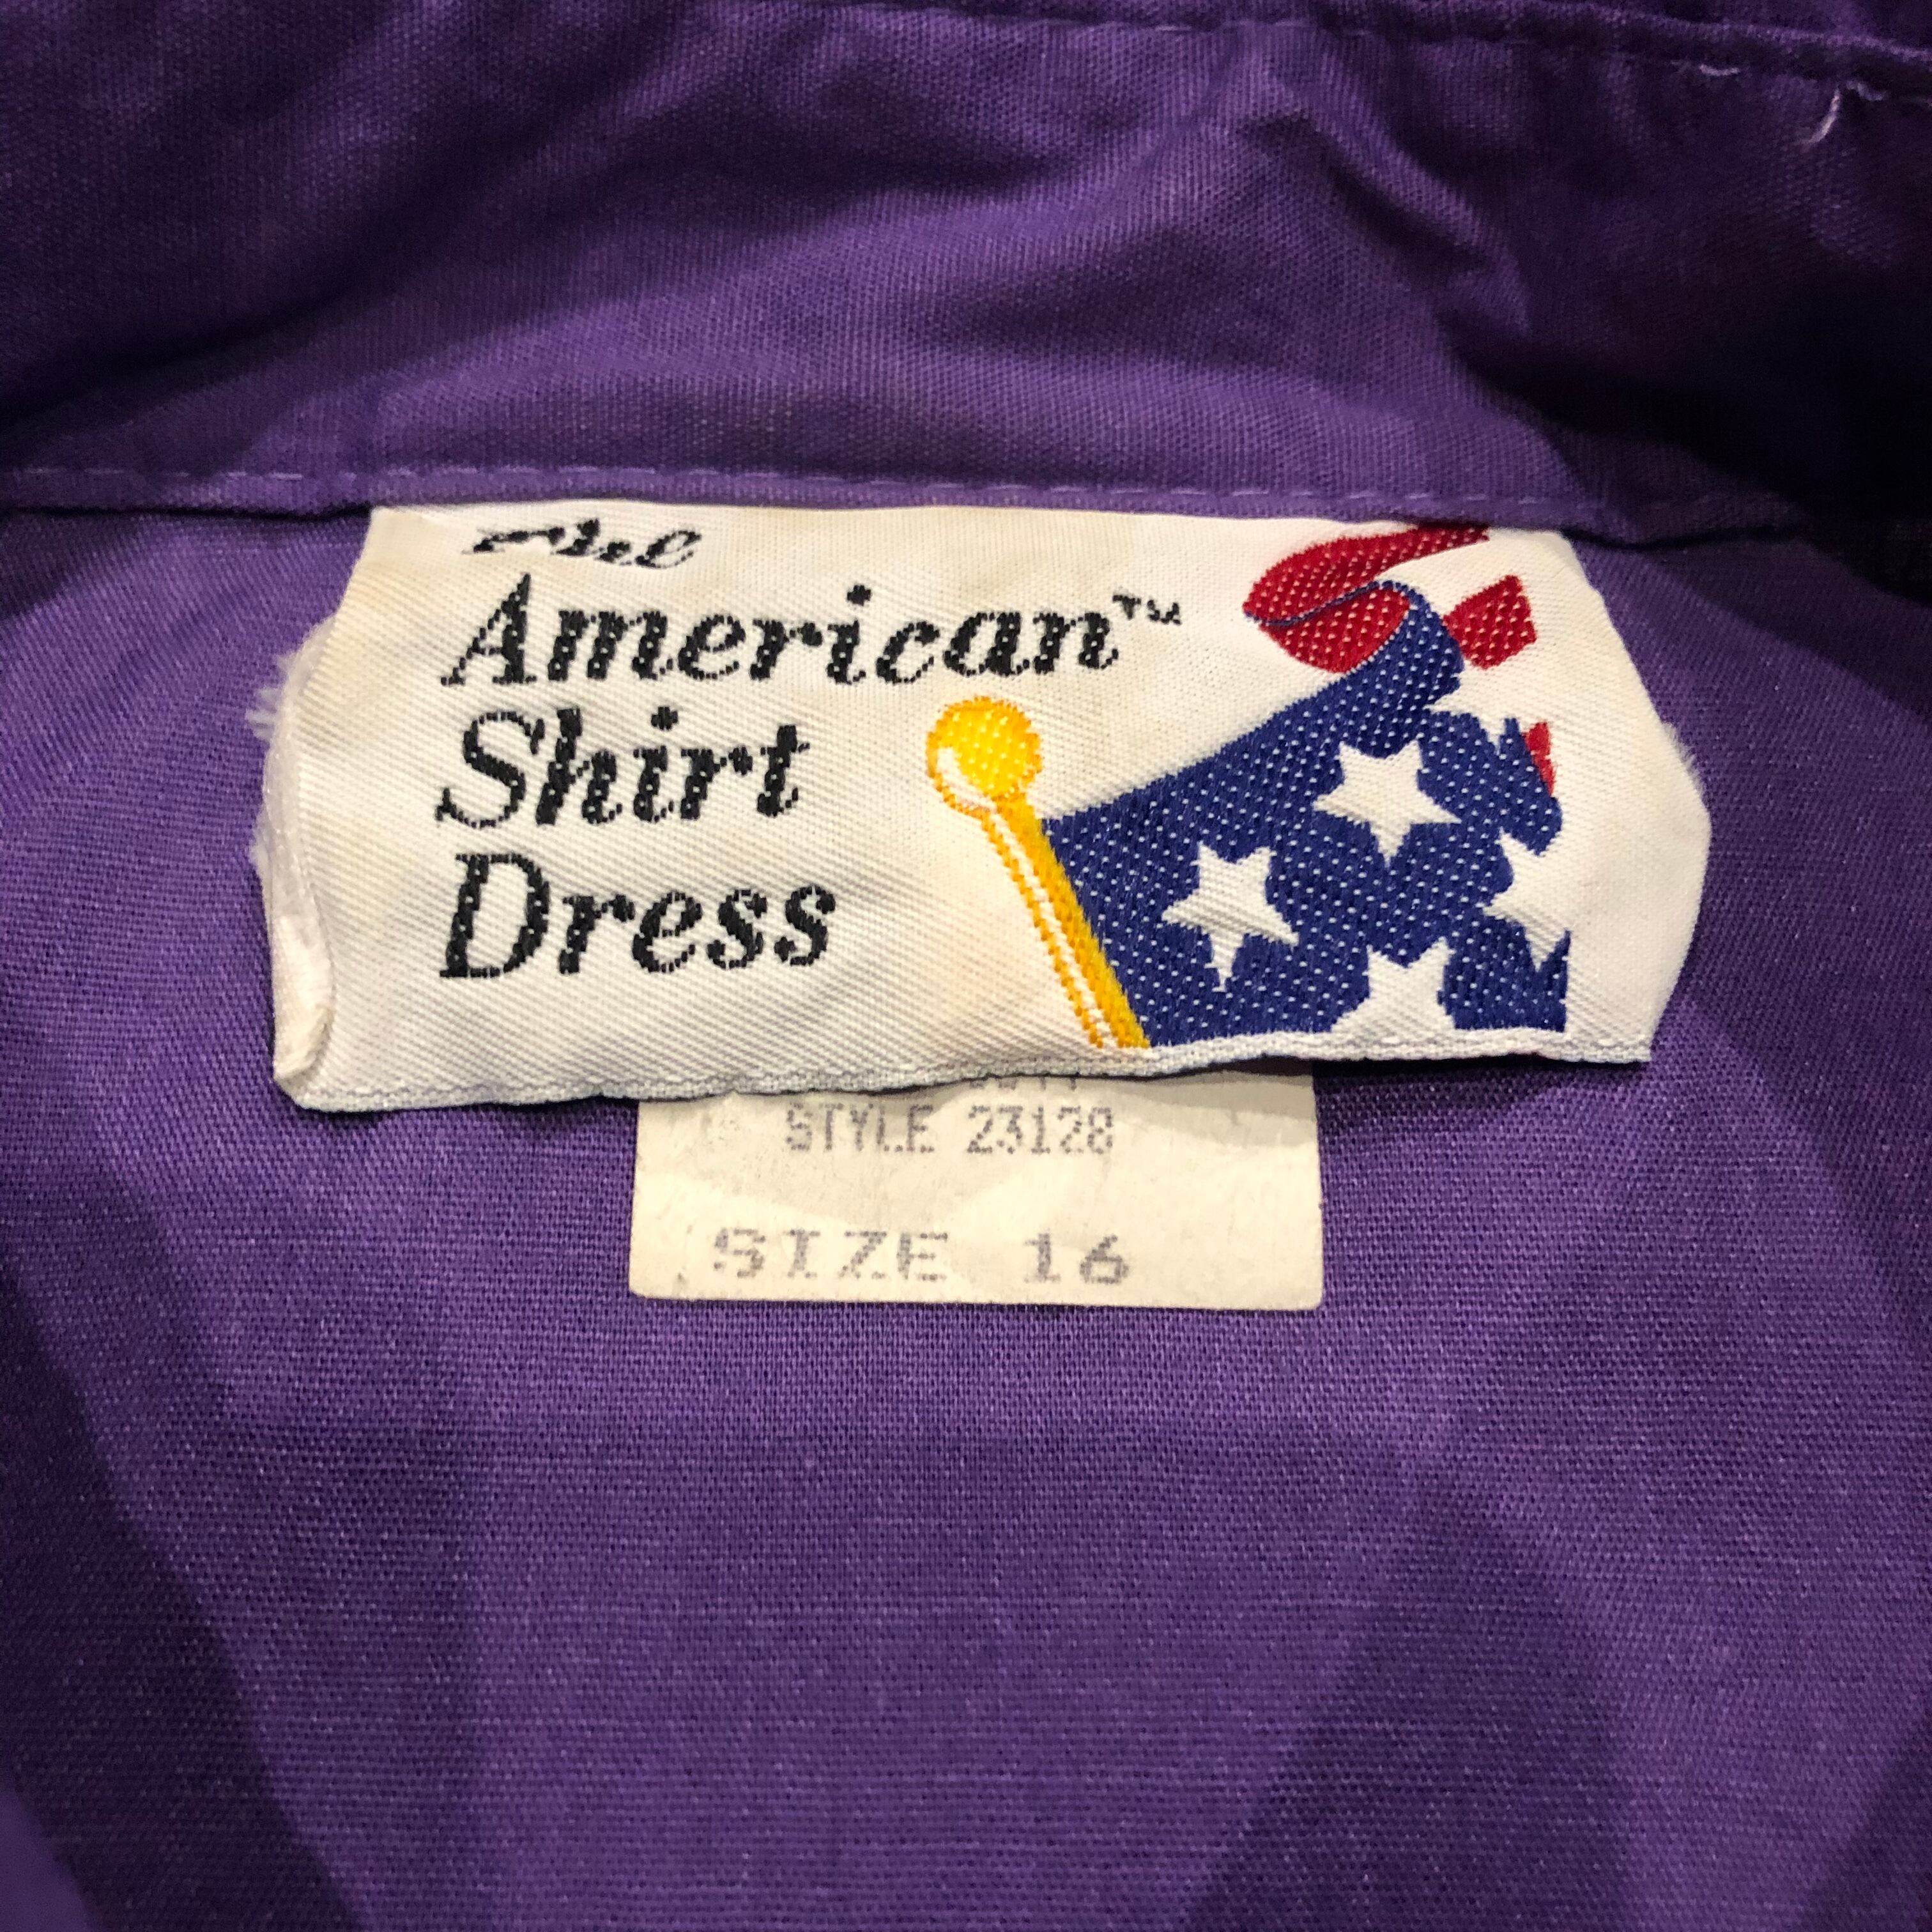 American™
Shirt
Dress
STYLE 23128
SIZE 16